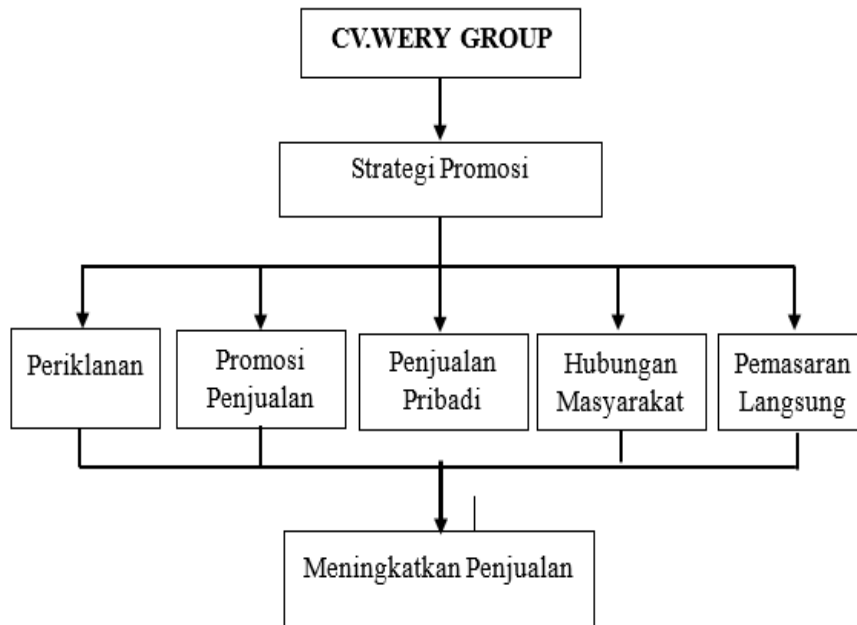 CV.WERY GROUP
Strategi Promosi
Periklanan
Promosi
Penjualan
Penjualan
Pribadi
Hubungan
Masyarakat
Pemasaran
Langsung
Meningkatkan Penjualan